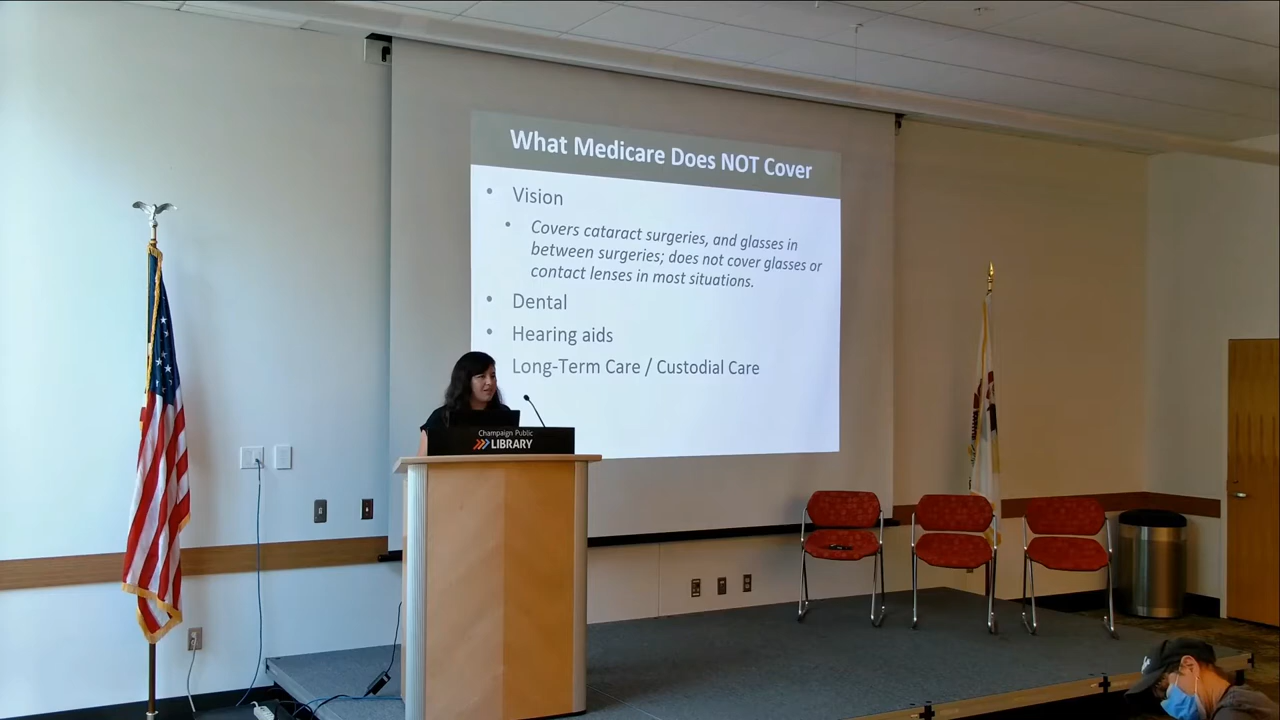 What Medicare Does NOT Cover
• Vision
• Covers cataract surgeries, and glasses in
between surgeries; does not cover glasses or
contact lenses in most situations.
• Dental
• Hearing aids
Long-Term Care / Custodial Care
Champaign Public
LIBRARY